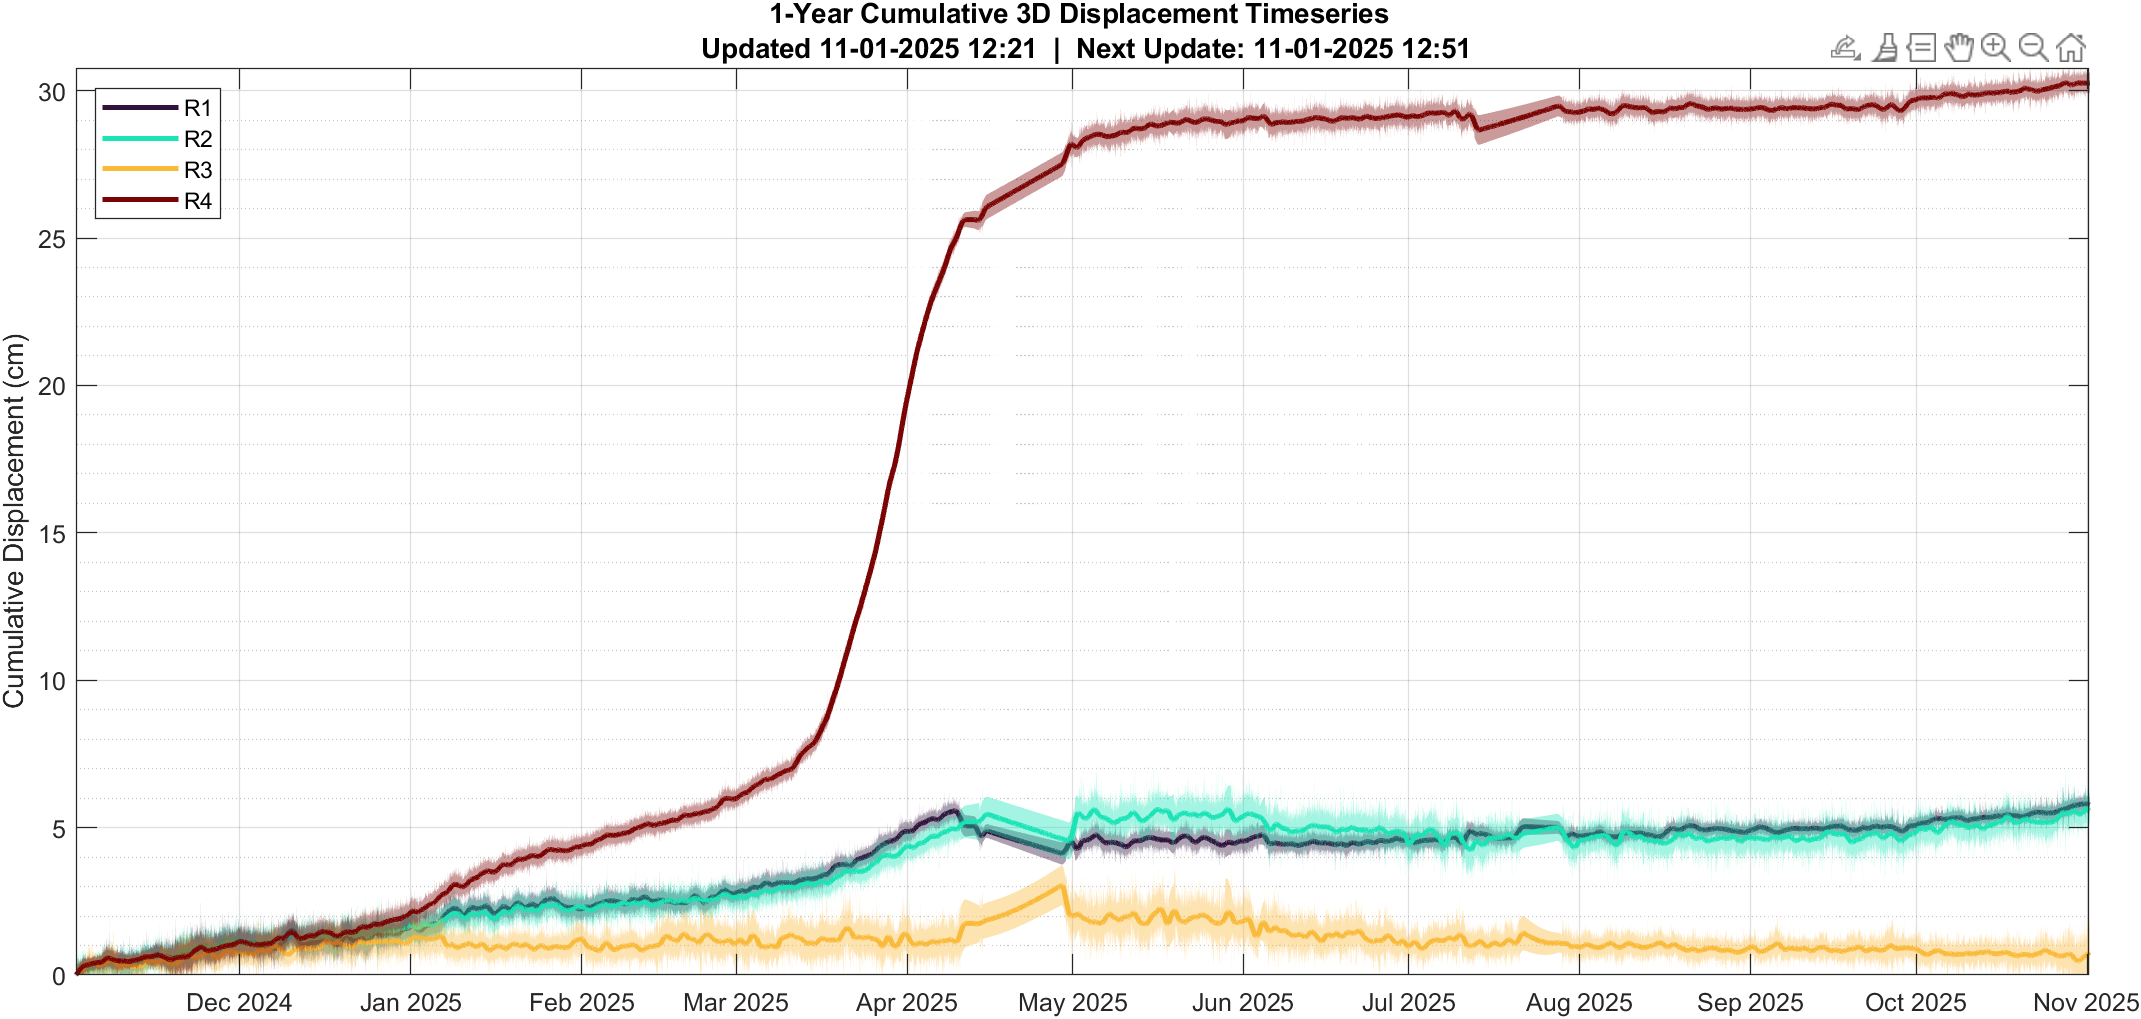 1-Year Cumulative 3D Displacement Timeseries
Updated 11-01-2025 12:21 | Next Update: 11-01-2025 12:51
R1
R2
R3
R4
Cumulative Displacement (cm)
30
25
20
15
10
5
0
Dec 2024 Jan 2025 Feb 2025 Mar 2025 Apr 2025 May 2025 Jun 2025 Jul 2025 Aug 2025 Sep 2025 Oct 2025 Nov 2025